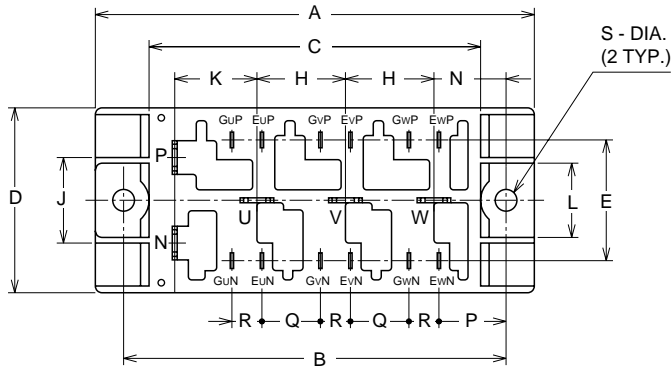 A
S - DIA.
(2 TYP.)
C
K H H N
GUP EUP GVP EVP GWP EWP
P
D J L E
U V W
N
GUN EUN GVN EVN GWN EWN
R Q R Q R P
B